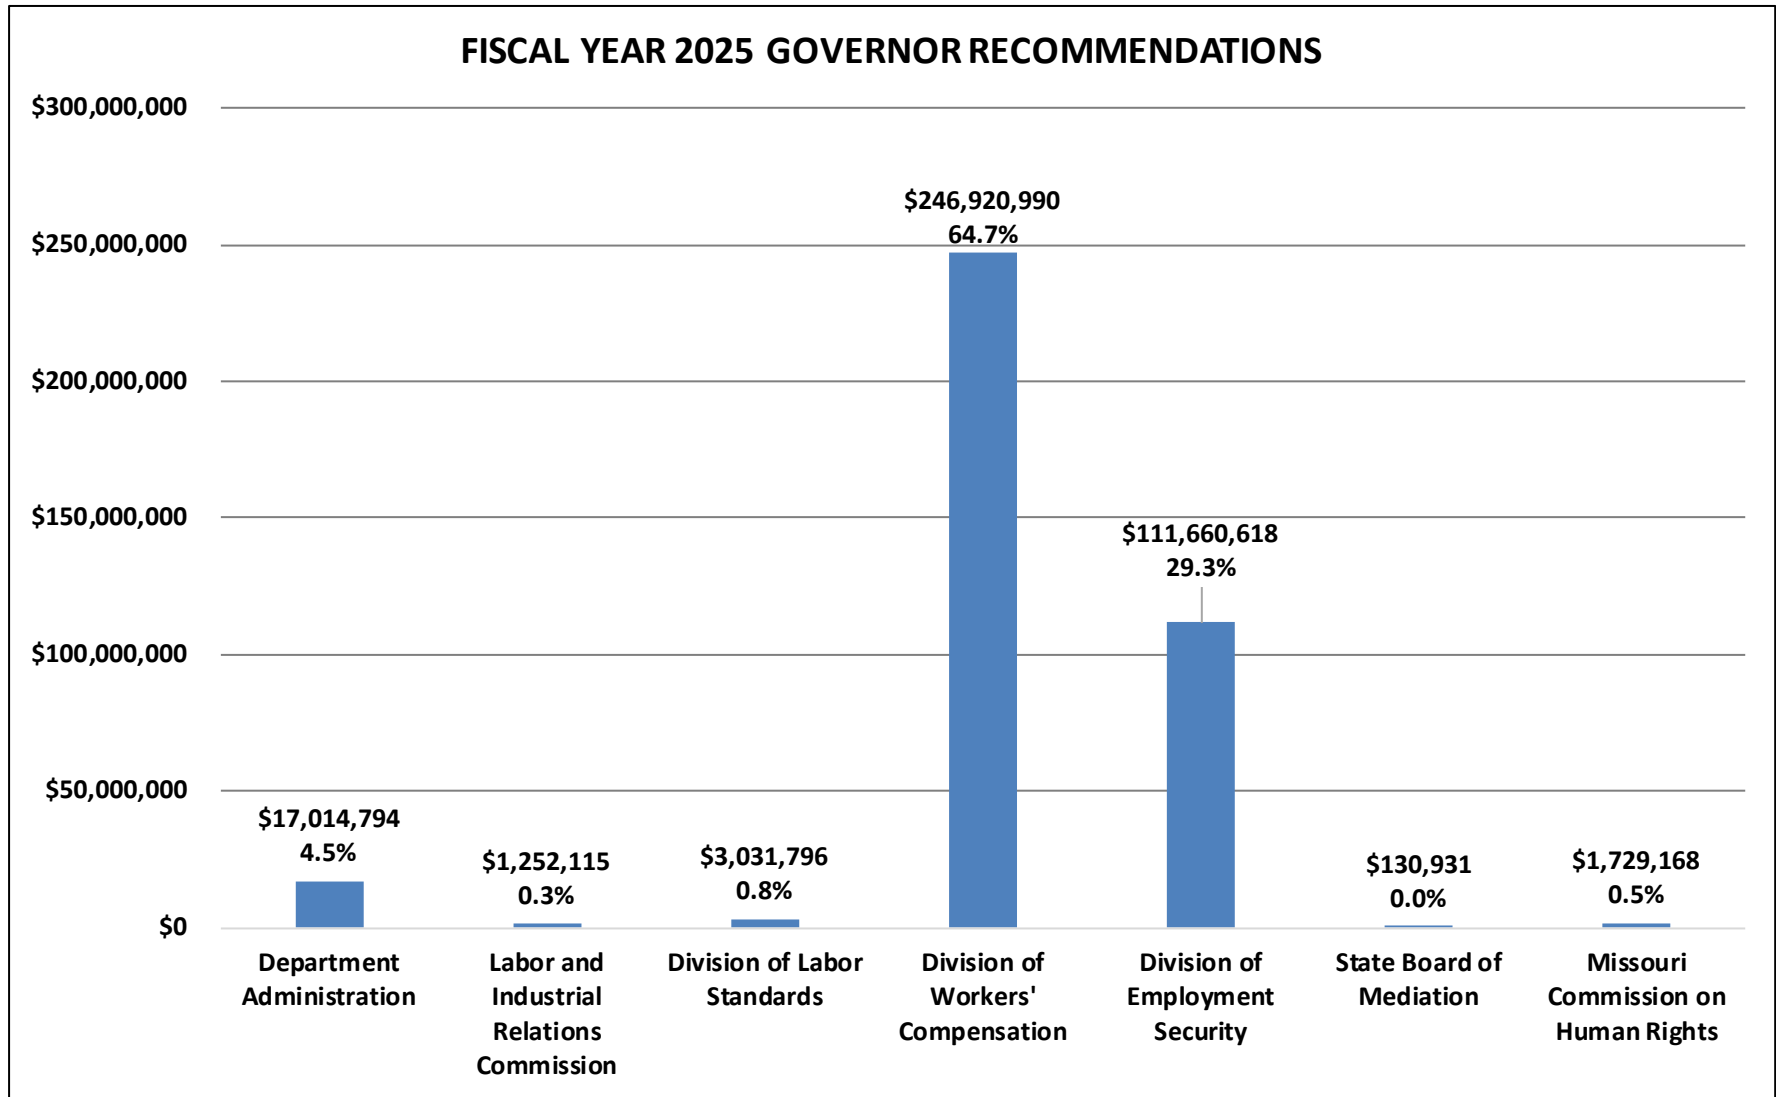 FISCAL YEAR 2025 GOVERNOR RECOMMENDATIONS
$300,000,000
$250,000,000
$200,000,000
$150,000,000
$100,000,000
$50,000,000
$0
$17,014,794
4.5%
$1,252,115
0.3%
$3,031,796
0.8%
$246,920,990
64.7%
$111,660,618
29.3%
$130,931
0.0%
$1,729,168
0.5%
Department
Administration
Labor and
Industrial
Relations
Commission
Division of Labor
Standards
Division of
Workers'
Compensation
Division of
Employment
Security
State Board of
Mediation
Missouri
Commission on
Human Rights